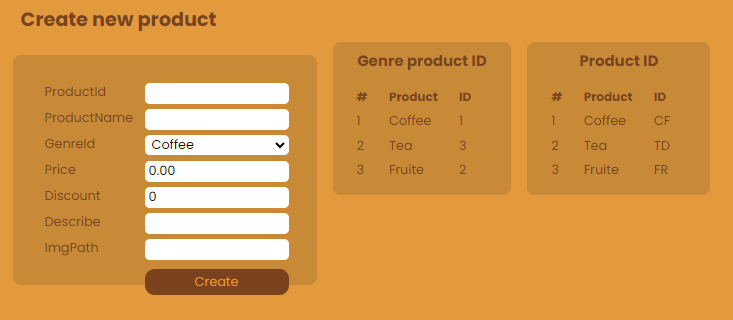 Create new product
ProductId
ProductName
GenreId Coffee
Price 0.00
Discount 0
Describe
ImgPath
Create
Genre product ID
# Product ID
1 Coffee 1
2 Tea 3
3 Fruite 2
Product ID
# Product ID
1 Coffee CF
2 Tea TD
3 Fruite FR